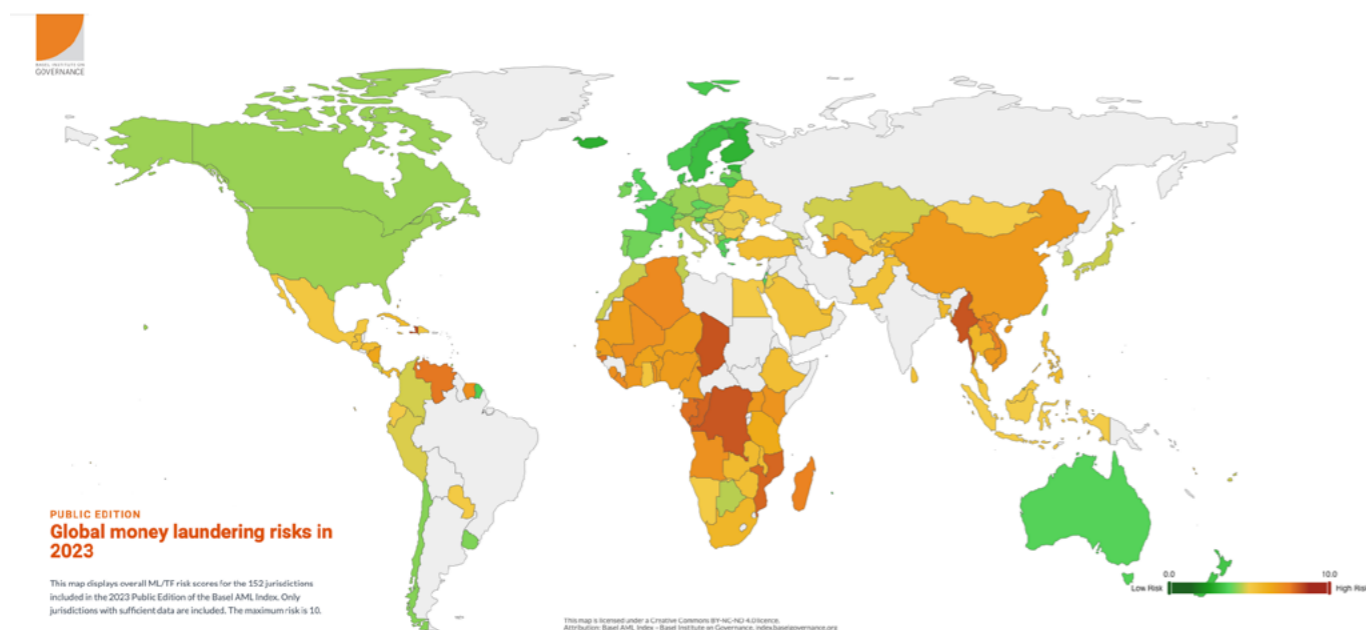 BASEL INSTITUTE ON
GOVERNANCE
PUBLIC EDITION
Global money laundering risks in
2023
This map displays overall ML/TF risk scores for the 152 jurisdictions
included in the 2023 Public Edition of the Basel AML Index. Only
jurisdictions with sufficient data are included. The maximum risk is 10.
0.0
10.0
Low Risk
High Risk
This map is licensed under a Creative Commons BY-NC-ND 4.0 licence.
Attribution: Basel AML Index - Basel Institute on Governance, index.baselgovernance.org